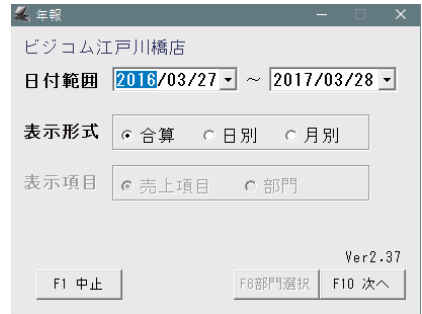 年報
ビジコム江戸川橋店
日付範囲 2016/03/27 ~ 2017/03/28
表示形式 合算 日別 月別
表示項目 売上項目 部門
Ver2.37
F1 中止 F8部門選択 F10 次へ